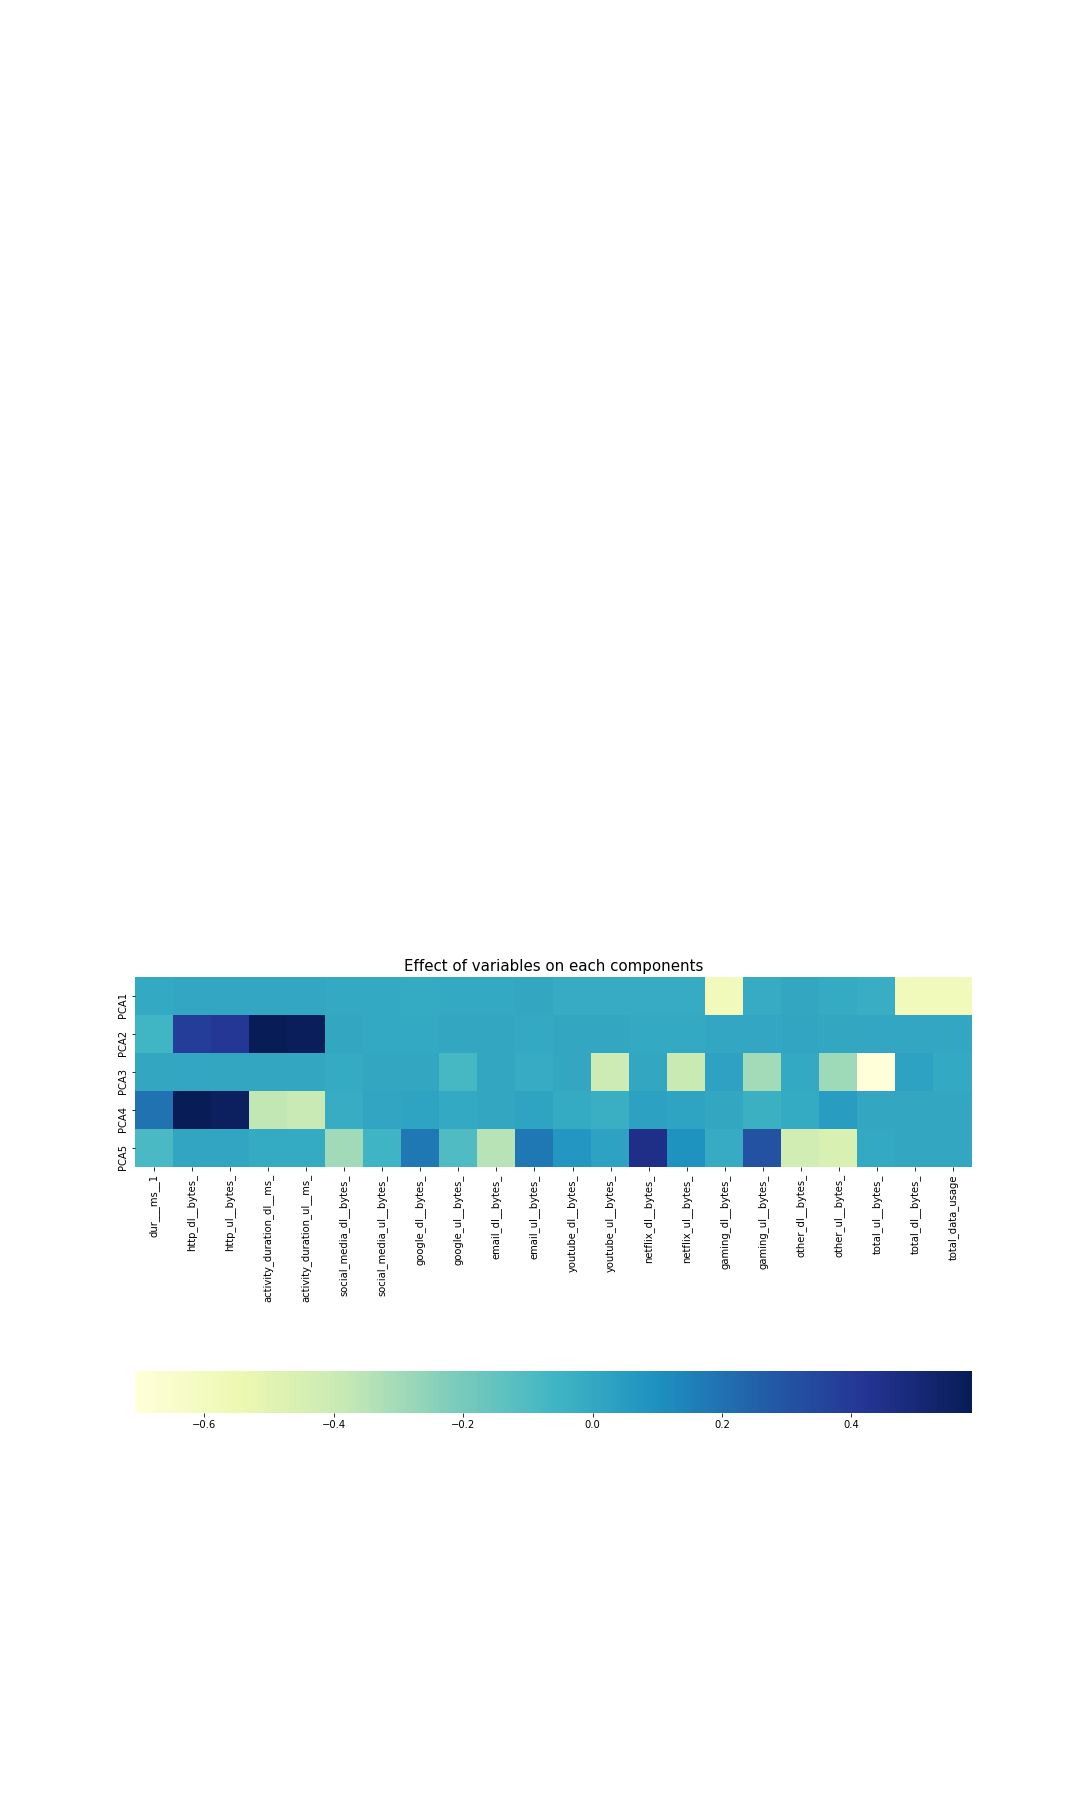 Effect of variables on each components
PCA1
PCA2
PCA3
PCA4
PCA5
dur___ms__1
http_dl__bytes_
http_ul__bytes_
activity_duration_dl__ms_
activity_duration_ul__ms_
social_media_dl__bytes_
social_media_ul__bytes_
google_dl__bytes_
google_ul__bytes_
email_dl__bytes_
email_ul__bytes_
youtube_dl__bytes_
youtube_ul__bytes_
netflix_dl__bytes_
netflix_ul__bytes_
gaming_dl__bytes_
gaming_ul__bytes_
other_dl__bytes_
other_ul__bytes_
total_ul__bytes_
total_dl__bytes_
total_data_usage
−0.6 −0.4 −0.2 0.0 0.2 0.4